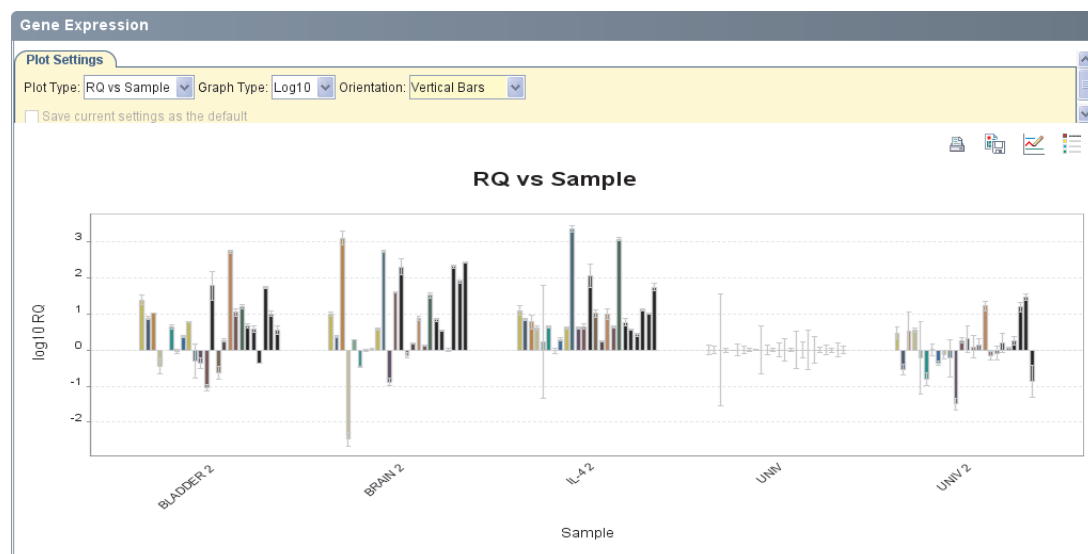 Gene Expression
Plot Settings
Plot Type: RQ vs Sample Graph Type: Log10 Orientation: Vertical Bars
Save current settings as the default
RQ vs Sample
log10 RQ
3
2
1
0
-1
-2
BLADDER 2 BRAIN 2 IL-4 2 UNIV UNIV 2
Sample